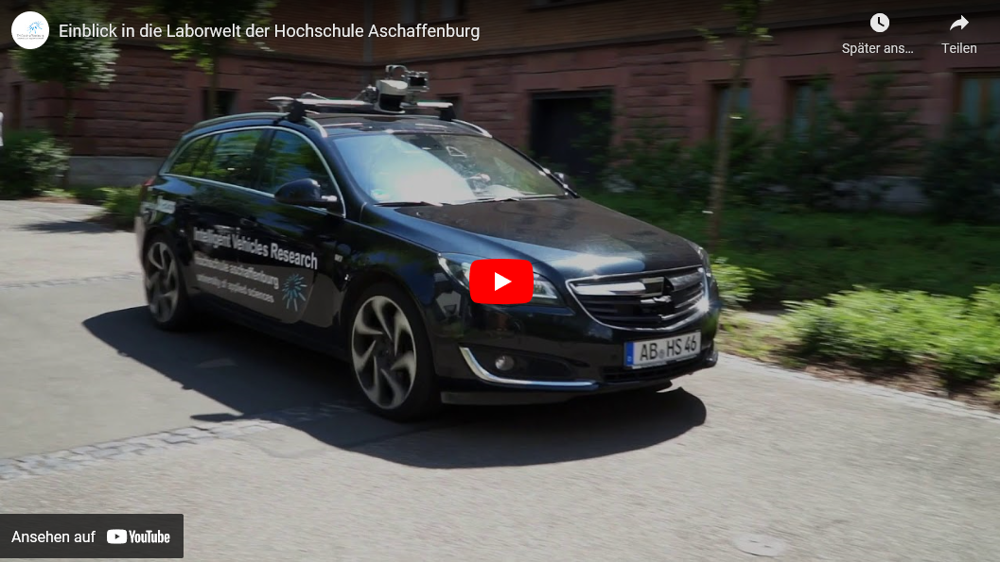 Einblick in die Laborwelt der Hochschule Aschaffenburg
Später ans...
Teilen
Intelligent Vehicles Research
hochschule aschaffenburg
university of applied sciences
AB HS 46
Ansehen auf YouTube